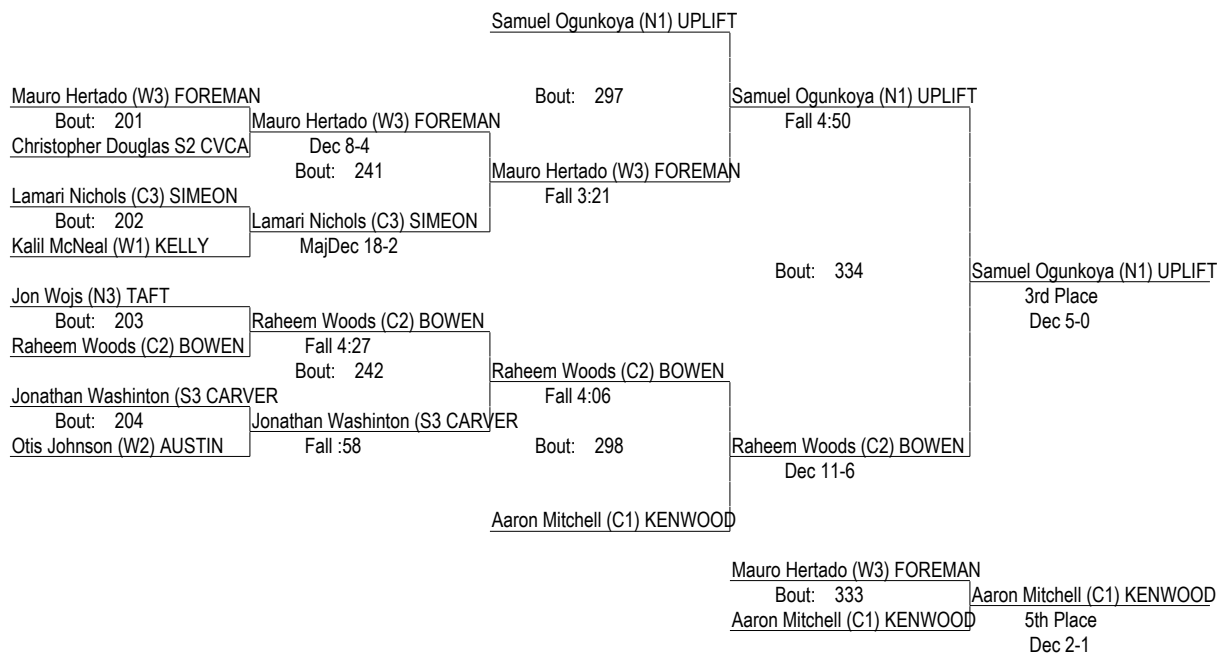 Samuel Ogunkoya (N1) UPLIFT
Mauro Hertado (W3) FOREMAN
Bout: 297
Samuel Ogunkoya (N1) UPLIFT
Bout: 201
Mauro Hertado (W3) FOREMAN
Fall 4:50
Christopher Douglas S2 CVCA
Dec 8-4
Bout: 241
Mauro Hertado (W3) FOREMAN
Lamari Nichols (C3) SIMEON
Fall 3:21
Bout: 202
Lamari Nichols (C3) SIMEON
Kalil McNeal (W1) KELLY
MajDec 18-2
Bout: 334
Samuel Ogunkoya (N1) UPLIFT
Jon Wojs (N3) TAFT
3rd Place
Bout: 203
Raheem Woods (C2) BOWEN
Dec 5-0
Raheem Woods (C2) BOWEN
Fall 4:27
Bout: 242
Raheem Woods (C2) BOWEN
Jonathan Washinton (S3 CARVER
Fall 4:06
Bout: 204
Jonathan Washinton (S3 CARVER
Otis Johnson (W2) AUSTIN
Fall :58
Bout: 298
Raheem Woods (C2) BOWEN
Dec 11-6
Aaron Mitchell (C1) KENWOOD
Mauro Hertado (W3) FOREMAN
Bout: 333
Aaron Mitchell (C1) KENWOOD
Aaron Mitchell (C1) KENWOOD
5th Place
Dec 2-1